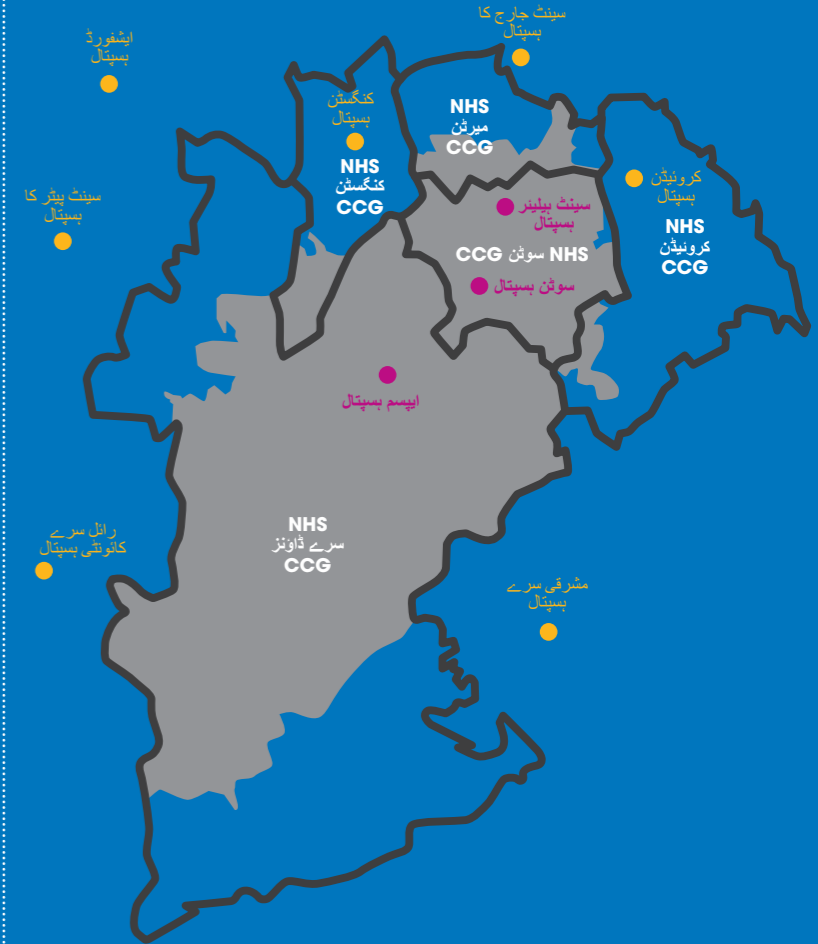 سینٹ جارج کا
ہسپتال
ایشفورڈ
ہسپتال
کنگسٹن
ہسپتال
NHS
میرٹن
CCG
NHS
کنگسٹن
CCG
کروئیڈن
ہسپتال
سینٹ پیٹر کا
ہسپتال
سینٹ ہیلیئر
ہسپتال
NHS
کروئیڈن
CCG
NHS سوٹن CCG
سوٹن ہسپتال
ایپسم ہسپتال
NHS
سرے ڈاؤنز
CCG
رائل سرے
کائونٹی ہسپتال
مشرقی سرے
ہسپتال